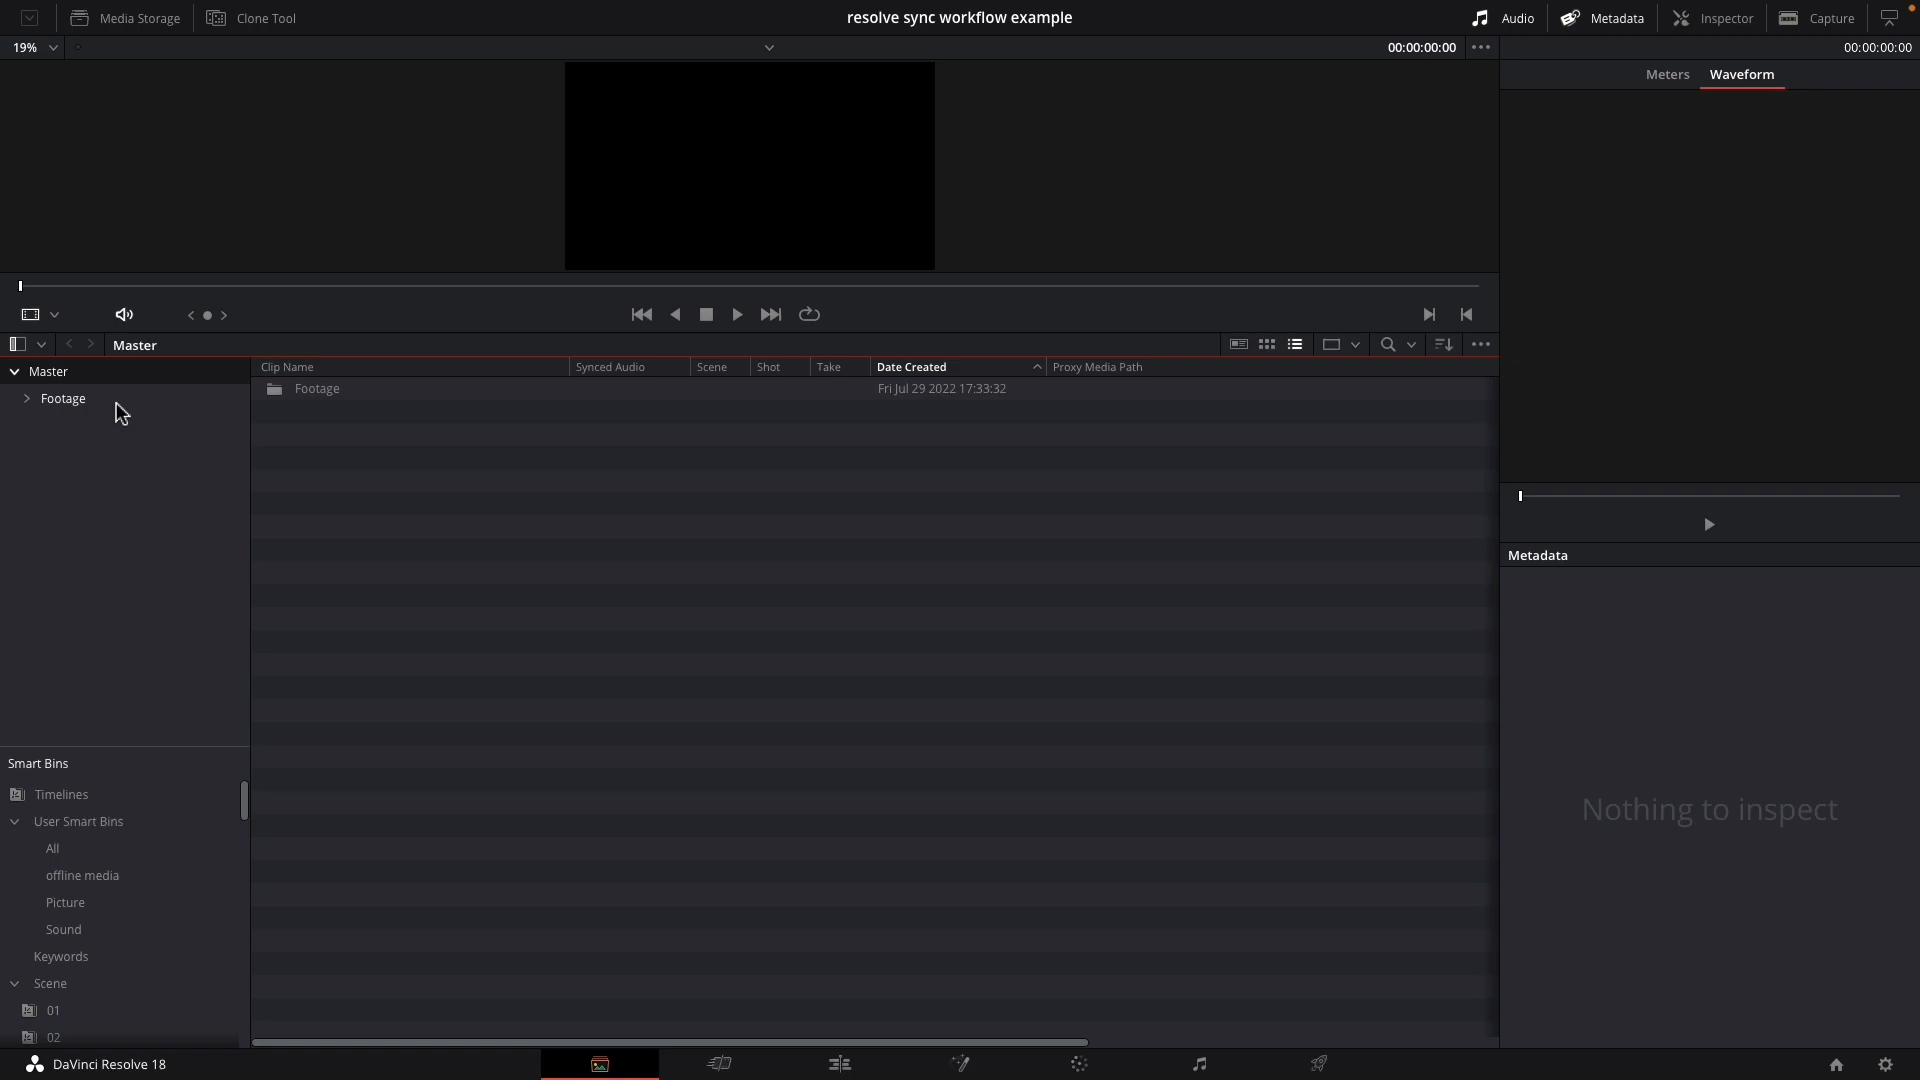 Media Storage
Clone Tool
resolve sync workflow example
Audio
Metadata
Inspector
Capture
19%
00:00:00:00
00:00:00:00
Meters
Waveform
Master
Master
Footage
Clip Name
Synced Audio
Scene
Shot
Take
Date Created
Proxy Media Path
Footage
Fri Jul 29 2022 17:33:32
Metadata
Nothing to inspect
Smart Bins
Timelines
User Smart Bins
All
offline media
Picture
Sound
Keywords
Scene
01
02
DaVinci Resolve 18